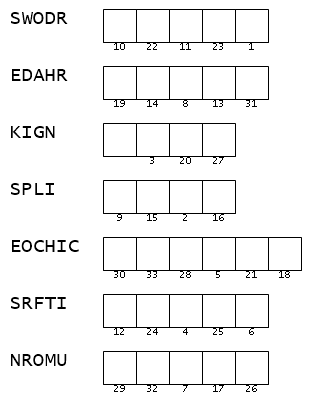 SWODR
10 22 11 23 1
EDAHR
19 14 8 13 31
KIGN
3 20 27
SPLI
9 15 2 16
EOCHIC
30 33 28 5 21 18
SRFTI
12 24 4 25 6
NROMU
29 32 7 17 26